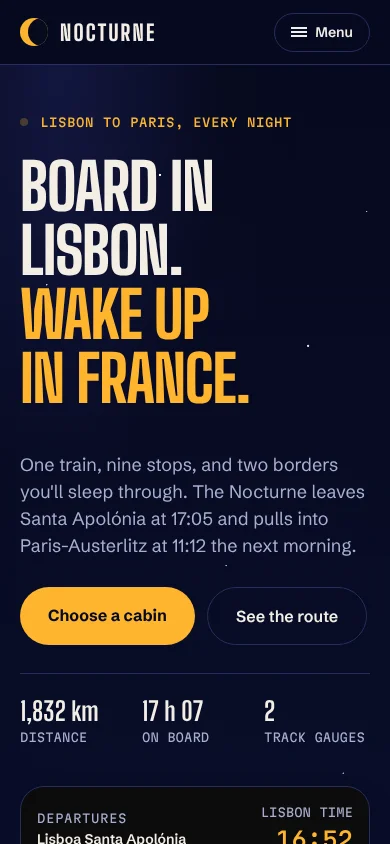 NOCTURNE
Menu
LISBON TO PARIS, EVERY NIGHT
BOARD IN
LISBON.
WAKE UP
IN FRANCE.
One train, nine stops, and two borders
you'll sleep through. The Nocturne leaves
Santa Apolónia at 17:05 and pulls into
Paris-Austerlitz at 11:12 the next morning.
Choose a cabin
See the route
1,832 km
17 h 07
2
DISTANCE
ON BOARD
TRACK GAUGES
DEPARTURES
LISBON TIME
Lisboa Santa Apolónia
16:52